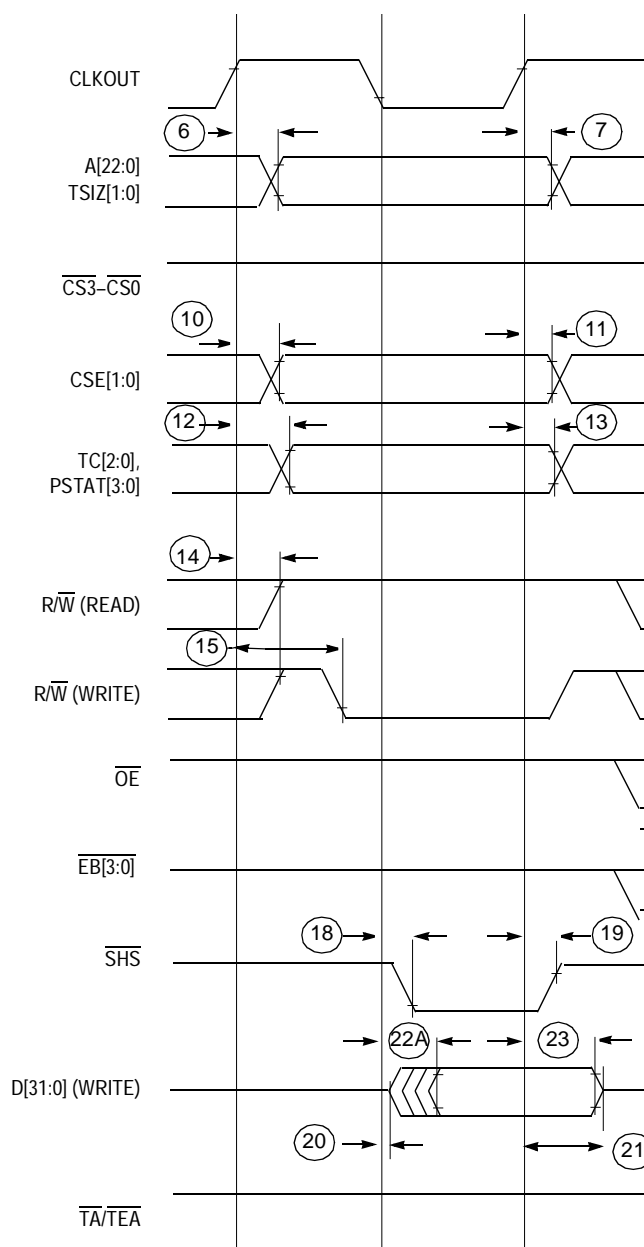 CLKOUT
6
7
A[22:0]
TSIZ[1:0]
CS3–CS0
10
11
CSE[1:0]
12
13
TC[2:0],
PSTAT[3:0]
14
R/W (READ)
15
R/W (WRITE)
OE
EB[3:0]
18
19
SHS
22A
23
D[31:0] (WRITE)
20
21
TA/TEA